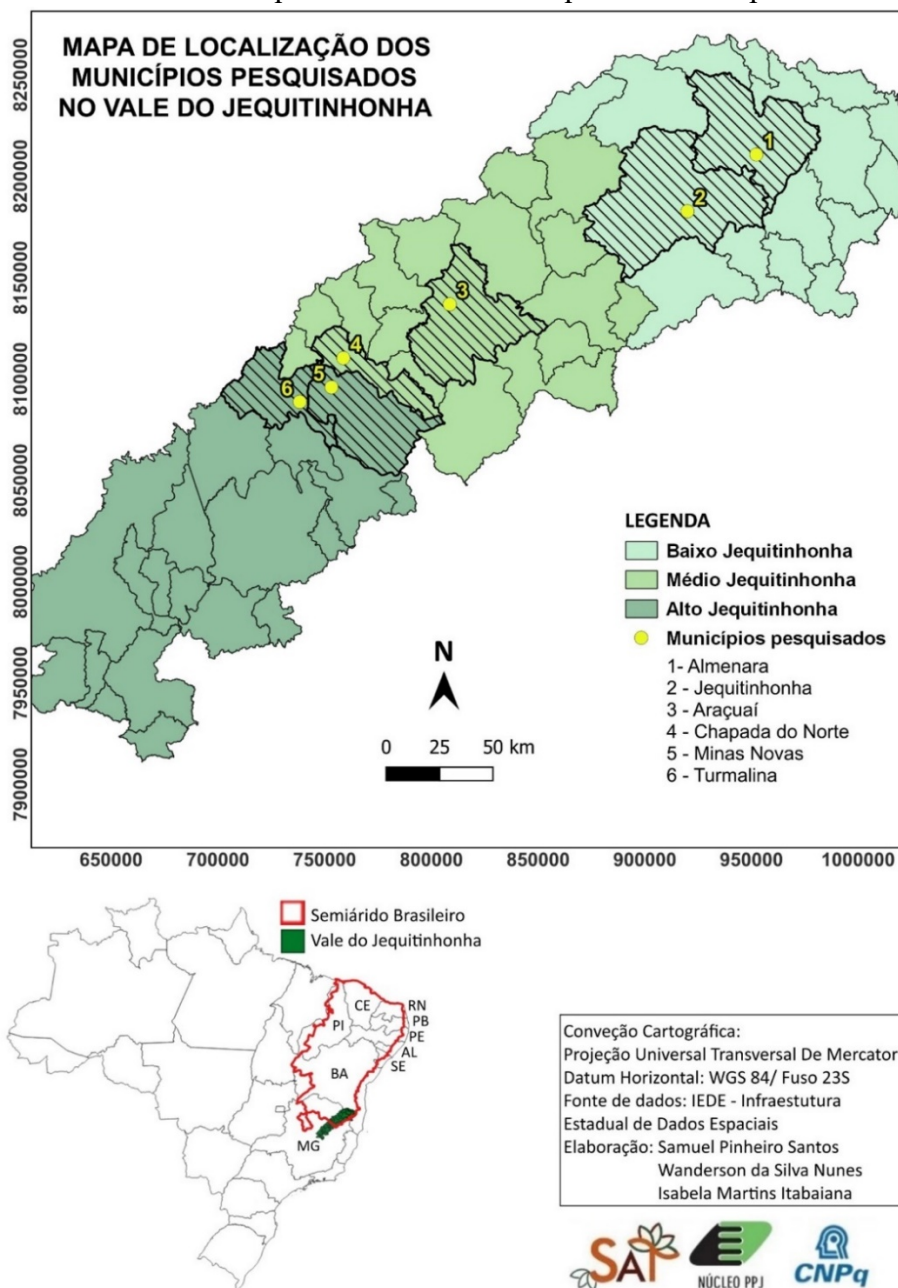 MAPA DE LOCALIZAÇÃO DOS
MUNICÍPIOS PESQUISADOS
NO VALE DO JEQUITINHONHA
8250000
8200000
8150000
8100000
8050000
8000000
7950000
7900000
1
2
3
4
5
6
LEGENDA
Baixo Jequitinhonha
Médio Jequitinhonha
Alto Jequitinhonha
Municípios pesquisados
1- Almenara
2 - Jequitinhonha
3 - Araçuaí
4 - Chapada do Norte
5 - Minas Novas
6 - Turmalina
N
0 25 50 km
650000 700000 750000 800000 850000 900000 950000 1000000
Semiárido Brasileiro
Vale do Jequitinhonha
CE
RN
PB
PI
PE
AL
SE
BA
MG
Conveção Cartográfica:
Projeção Universal Transversal De Mercator
Datum Horizontal: WGS 84/ Fuso 23S
Fonte de dados: IEDE - Infraestutura
Estadual de Dados Espaciais
Elaboração: Samuel Pinheiro Santos
Wanderson da Silva Nunes
Isabela Martins Itabaiana
SAT
NÚCLEO PPJ
CNPq